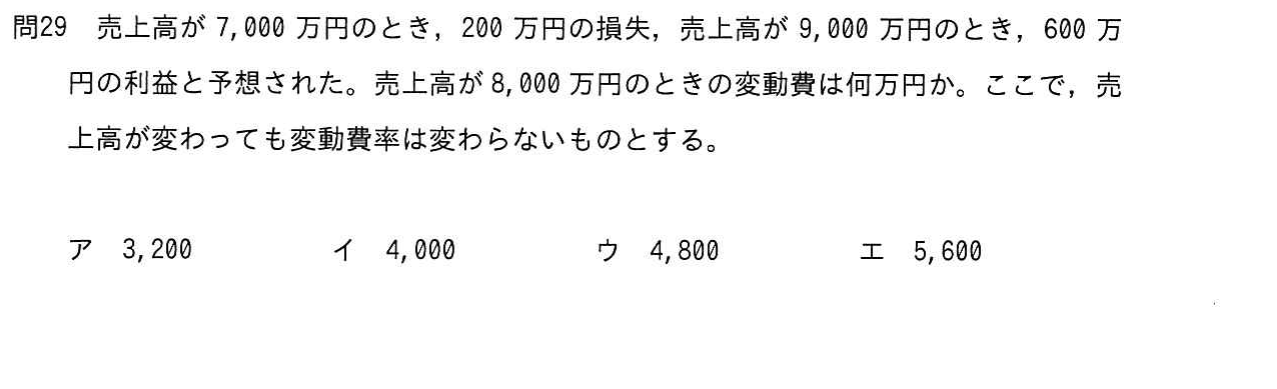 問29　売上高が 7,000 万円のとき，200 万円の損失，売上高が 9,000 万円のとき，600 万
円の利益と予想された。売上高が 8,000 万円のときの変動費は何万円か。ここで，売
上高が変わっても変動費率は変わらないものとする。
ア　3,200　イ　4,000　ウ　4,800　エ　5,600